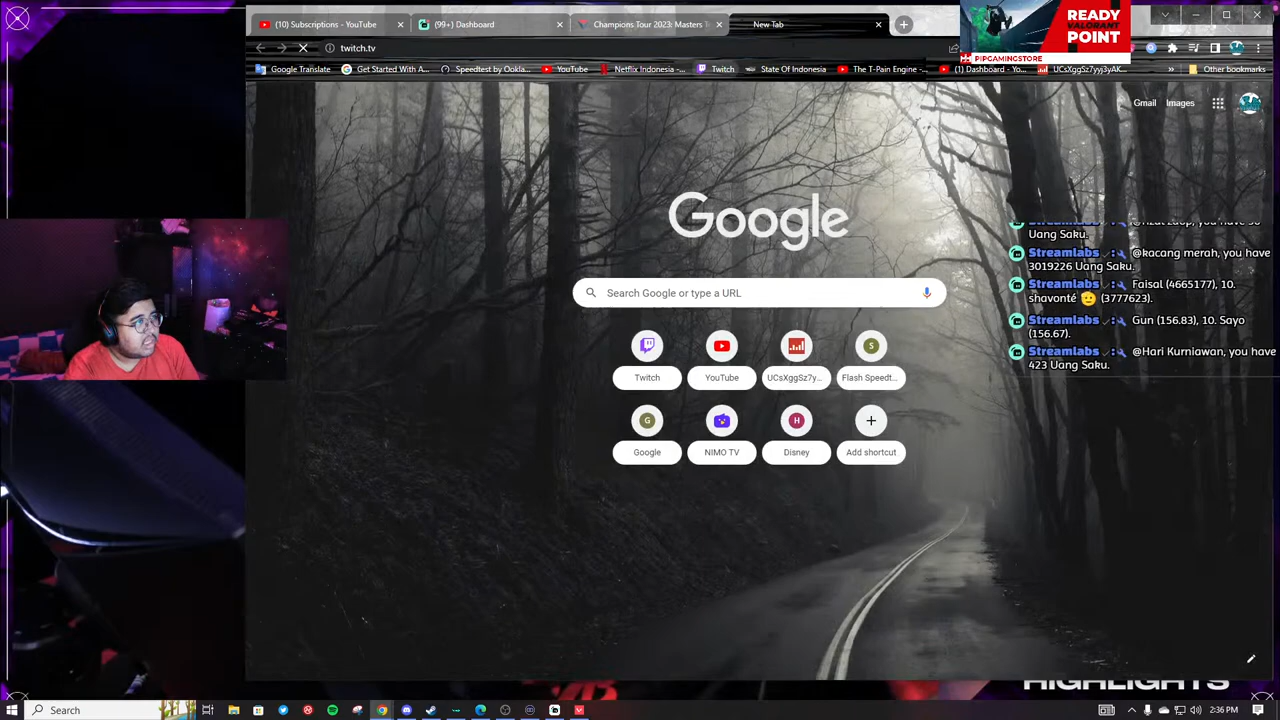 (10) Subscriptions - YouTube
(99+) Dashboard
Champions Tour 2023: Masters T
New Tab
twitch.tv
READY
VALORANT
POINT
PIPGAMINGSTORE
Google Translate
Get Started With A...
Speedtest by Ookla...
YouTube
Netflix Indonesia -...
Twitch
State Of Indonesia
The T-Pain Engine -...
(1) Dashboard - Yo...
UCsXggSz7yyj3yAK...
Other bookmarks
Gmail
Images
Google
Search Google or type a URL
Twitch
YouTube
UCsXggSz7y...
Flash Speedt...
S
G
H
Google
NIMO TV
Disney
Add shortcut
Uang Saku.
Streamlabs : @kacang merah, you have
3019226 Uang Saku.
Streamlabs : Faisal (4665177), 10.
shavonté 🫡 (3777623).
Streamlabs : Gun (156.83), 10. Sayo
(156.67).
Streamlabs : @Hari Kurniawan, you have
423 Uang Saku.
HIGHLIGHTS
Search
2:36 PM